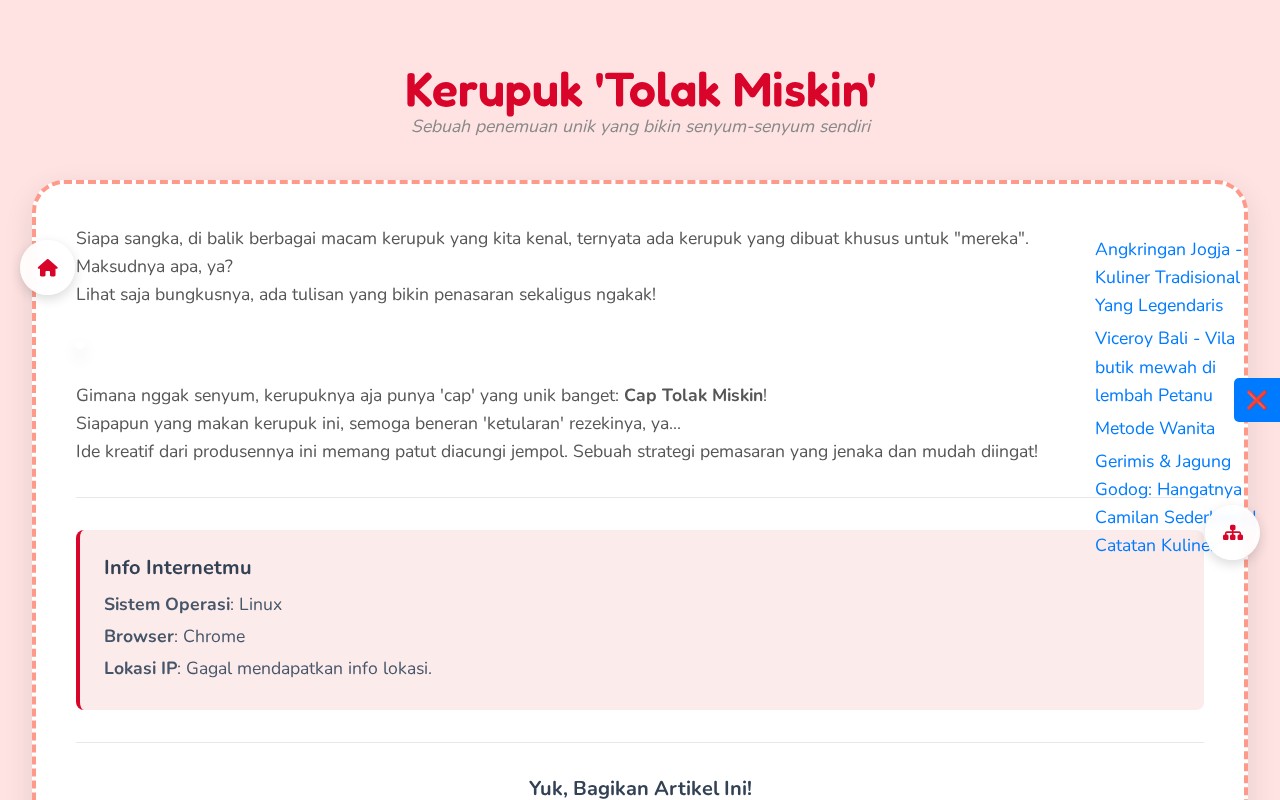 Kerupuk 'Tolak Miskin'
Sebuah penemuan unik yang bikin senyum-senyum sendiri
Siapa sangka, di balik berbagai macam kerupuk yang kita kenal, ternyata ada kerupuk yang dibuat khusus untuk "mereka".
Maksudnya apa, ya?
Lihat saja bungkusnya, ada tulisan yang bikin penasaran sekaligus ngakak!
Gimana nggak senyum, kerupuknya aja punya 'cap' yang unik banget: Cap Tolak Miskin!
Siapapun yang makan kerupuk ini, semoga beneran 'ketularan' rezekinya, ya...
Ide kreatif dari produsennya ini memang patut diacungi jempol. Sebuah strategi pemasaran yang jenaka dan mudah diingat!
Angkringan Jogja -
Kuliner Tradisional
Yang Legendaris
Viceroy Bali - Vila
butik mewah di
lembah Petanu
Metode Wanita
Gerimis & Jagung
Godog: Hangatnya
Camilan
Catatan
Info Internetmu
Sistem Operasi: Linux
Browser: Chrome
Lokasi IP: Gagal mendapatkan info lokasi.
Yuk, Bagikan Artikel Ini!